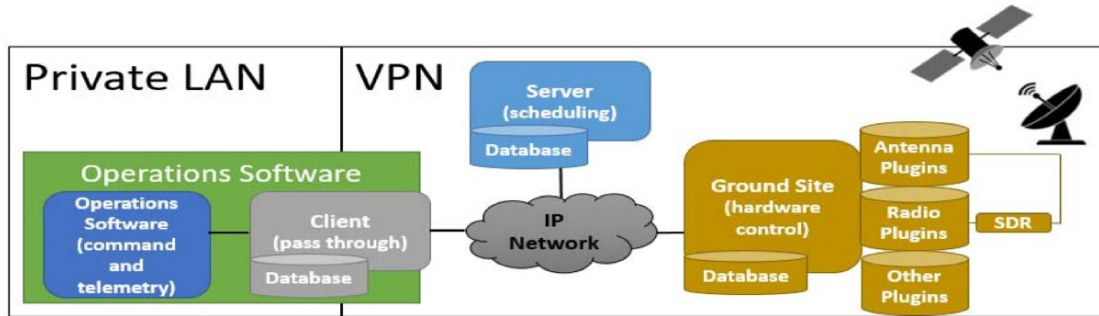 Private LAN
VPN
Server
(scheduling)
Database
Operations Software
Operations
Software
(command
and
telemetry)
Client
(pass through)
Database
IP
Network
Ground Site
(hardware
control)
Database
Antenna
Plugins
Radio
Plugins
SDR
Other
Plugins